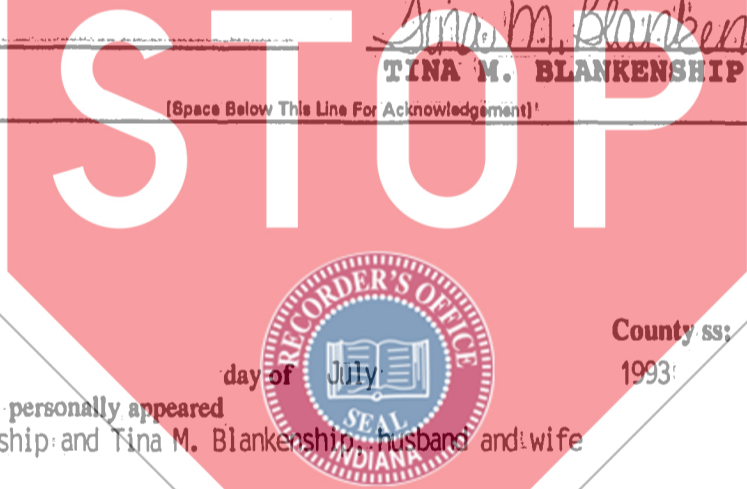 STOP
Tina M. Blanken
TINA M. BLANKENSHIP
[Space Below This Line For Acknowledgement]
RECORDER'S OFFICE
SEAL
INDIANA
County ss:
day of July 1993
personally appeared
ship and Tina M. Blankenship, husband and wife